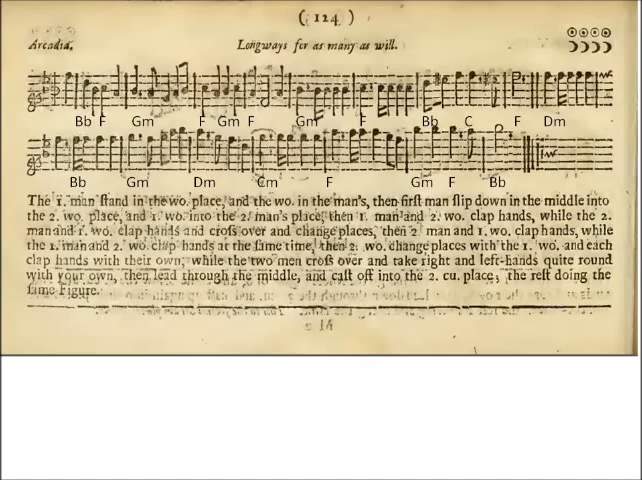 ( 124 )
Arcadia.
Longways for as many as will.
Bb F Gm F Gm F Gm F Bb C F Dm
Bb Gm Dm Cm F Gm F Bb
The 1. man ſtand in the wo. place, and the wo. in the man's, then firſt man ſlip down in the middle into
the 2. wo. place, and 1. wo. into the 2. man's place, then 1. man and 2. wo. clap hands, while the 2.
man and 1. wo. clap hands and croſs over and change places, then 2 man and 1. wo. clap hands, while
the 1. man and 2. wo clap hands at the ſame time, then 2. wo. change places with the 1. wo. and each
clap hands with their own; while the two men croſs over and take right and left-hands quite round
with your own, then lead through the middle, and caſt off into the 2. cu. place, the reſt doing the
ſame Figure.